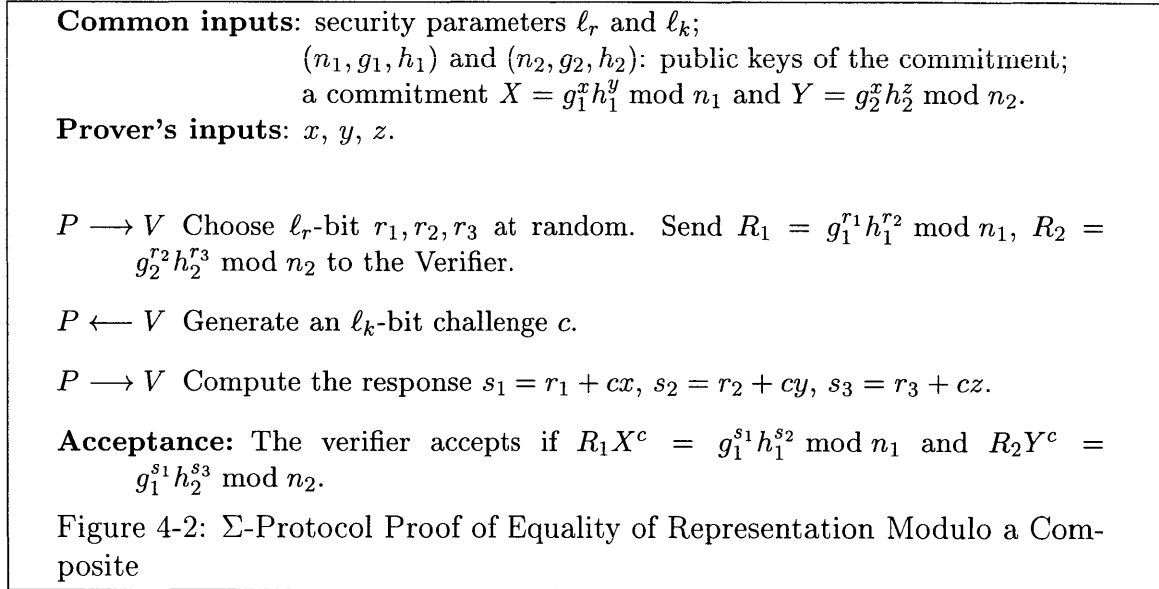 Common inputs: security parameters ℓ_r and ℓ_k;
(n_1, g_1, h_1) and (n_2, g_2, h_2): public keys of the commitment;
a commitment X = g_1^x h_1^y mod n_1 and Y = g_2^x h_2^z mod n_2.
Prover's inputs: x, y, z.
P ⟶ V Choose ℓ_r-bit r_1, r_2, r_3 at random. Send R_1 = g_1^{r_1} h_1^{r_2} mod n_1, R_2 =
g_2^{r_2} h_2^{r_3} mod n_2 to the Verifier.
P ⟵ V Generate an ℓ_k-bit challenge c.
P ⟶ V Compute the response s_1 = r_1 + cx, s_2 = r_2 + cy, s_3 = r_3 + cz.
Acceptance: The verifier accepts if R_1 X^c = g_1^{s_1} h_1^{s_2} mod n_1 and R_2 Y^c =
g_1^{s_1} h_2^{s_3} mod n_2.
Figure 4-2: Σ-Protocol Proof of Equality of Representation Modulo a Com-
posite